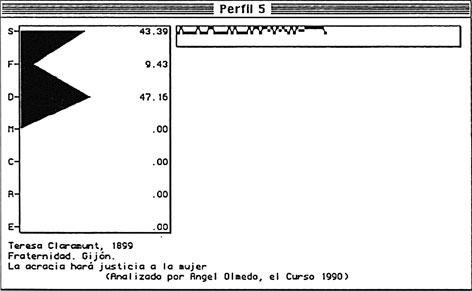 Perfil 5
S- 43.39
F- 9.43
D- 47.16
M- .00
C- .00
R- .00
E- .00
Teresa Claramunt, 1899
Fraternidad. Gijón.
La acracia hará justicia a la mujer
(Analizado por Angel Olmedo, el Curso 1990)